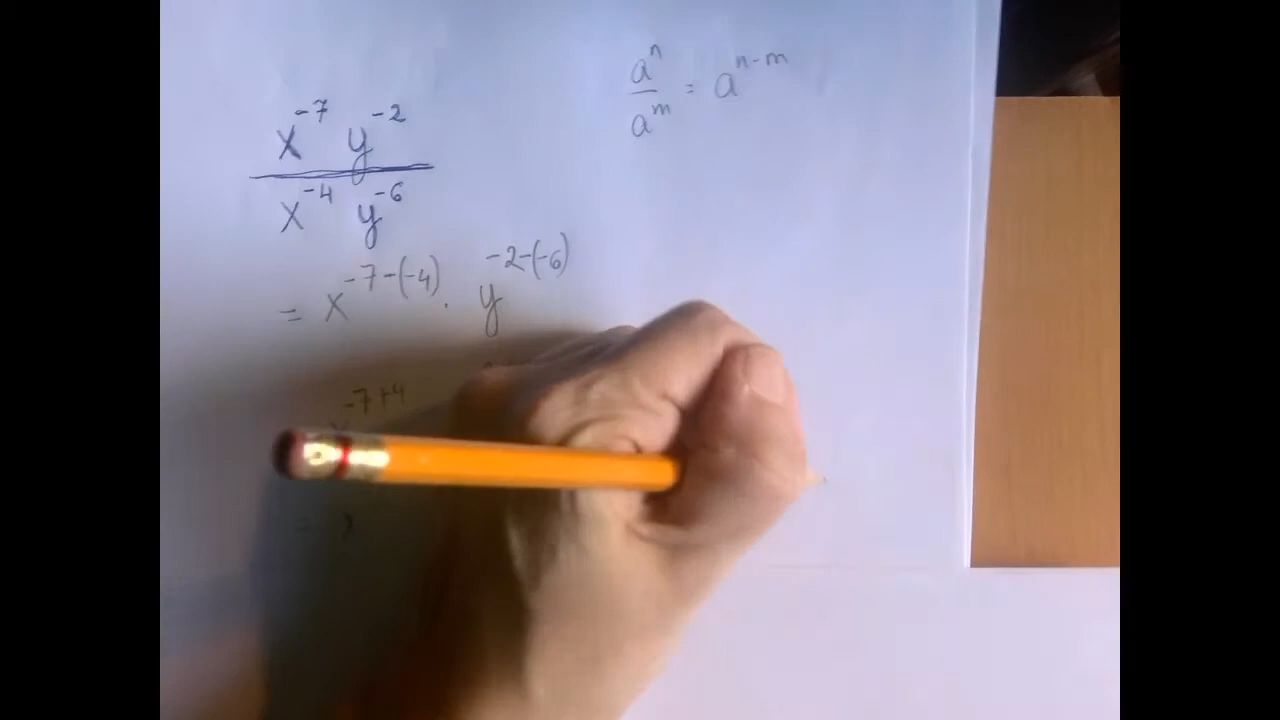 x^-7 y^-2 / x^-4 y^-6
a^n / a^m = a^n-m
= x^-7-(-4) · y^-2-(-6)
x^-7+4
=